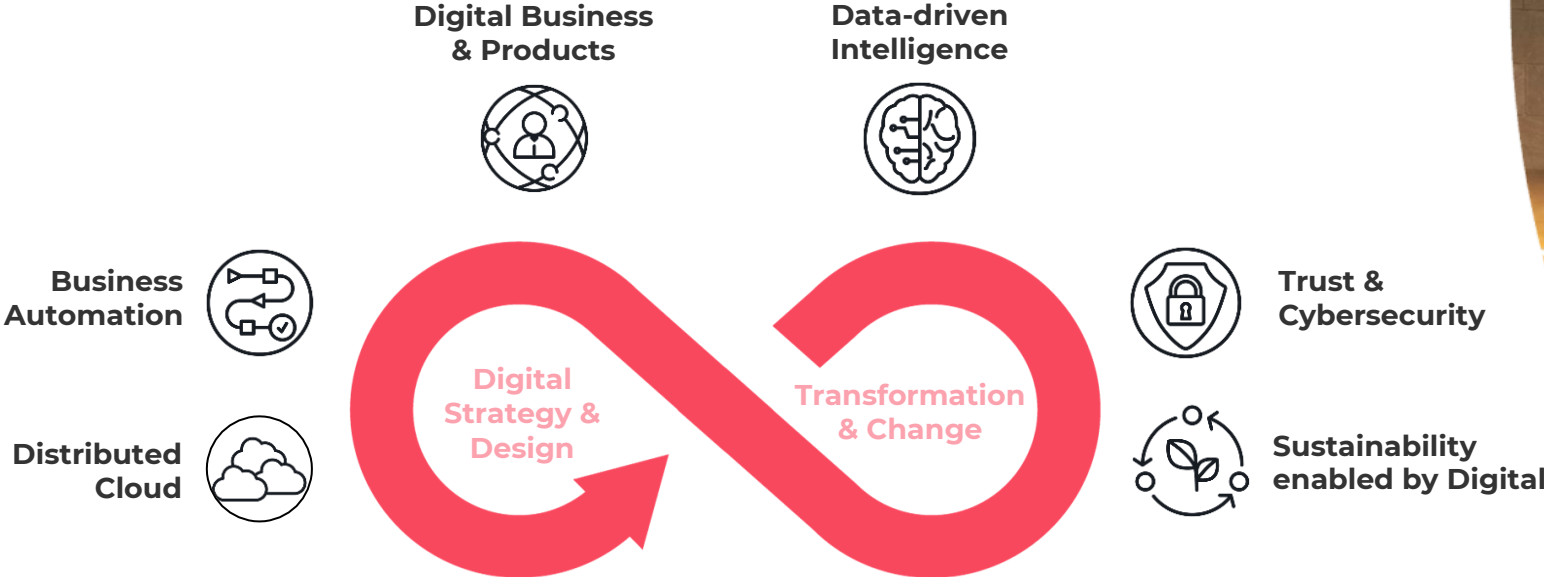 Digital Business
& Products
Data-driven
Intelligence
Business
Automation
Trust &
Cybersecurity
Digital
Strategy &
Design
Transformation
& Change
Distributed
Cloud
Sustainability
enabled by Digital